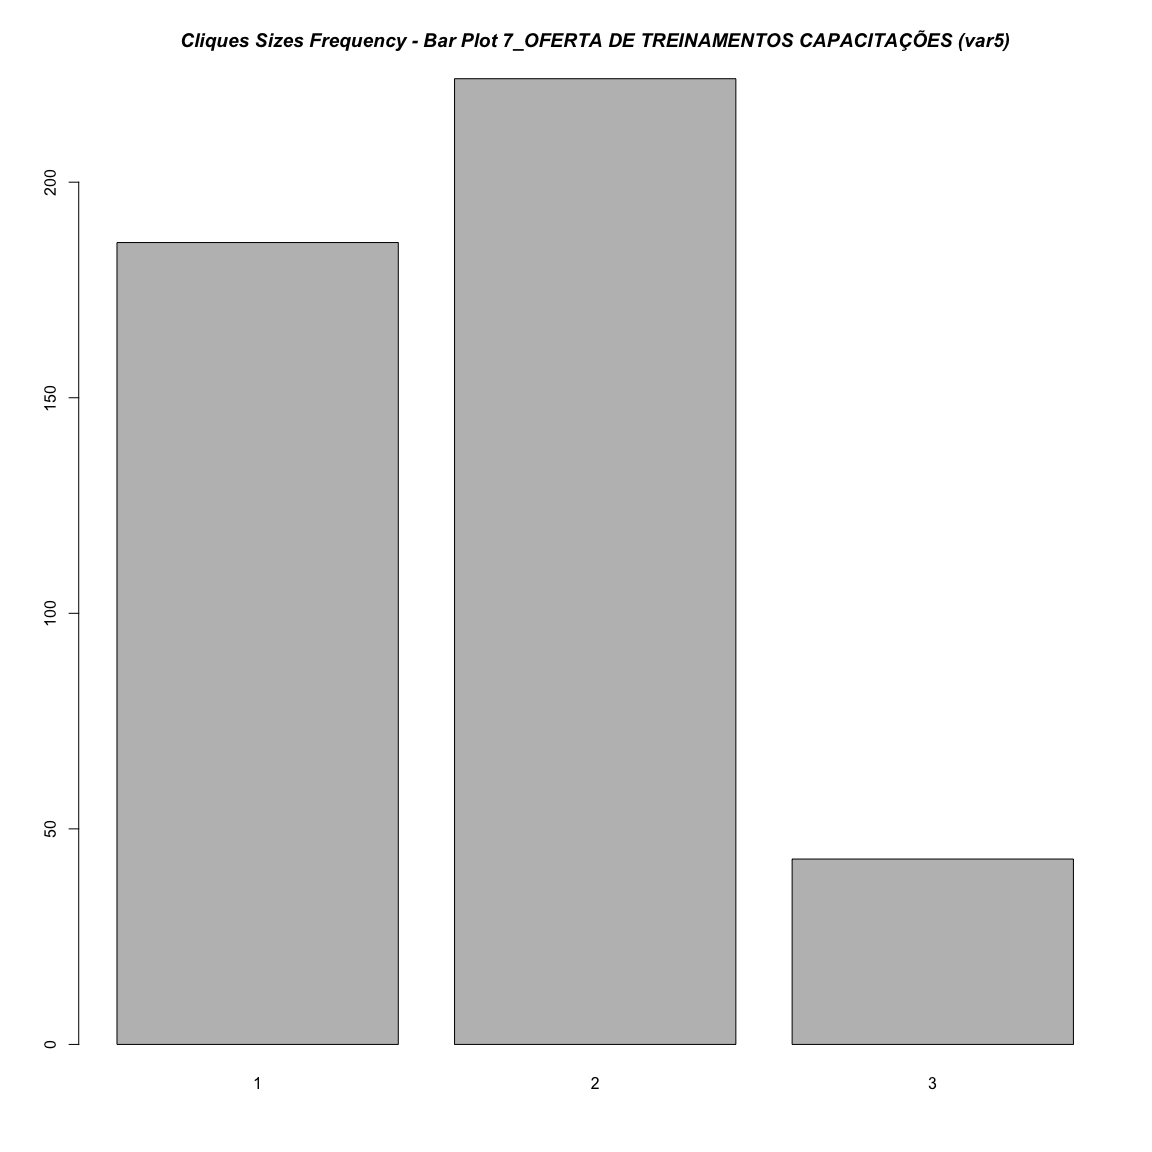 Cliques Sizes Frequency - Bar Plot 7_OFERTA DE TREINAMENTOS CAPACITAÇÕES (var5)
200
150
100
50
0
1 2 3